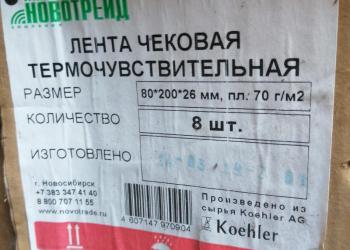 НОВОТРЕЙД
ЛЕНТА ЧЕКОВАЯ
ТЕРМОЧУВСТВИТЕЛЬНАЯ
РАЗМЕР 80*200*26 мм, пл. 70 г/м2
КОЛИЧЕСТВО 8 шт.
ИЗГОТОВЛЕНО
г. Новосибирск
+7 383 347 41 40
8 800 707 11 55
www.novotrade.ru
4 607147 970904
Произведено из
сырья Koehler AG
Koehler